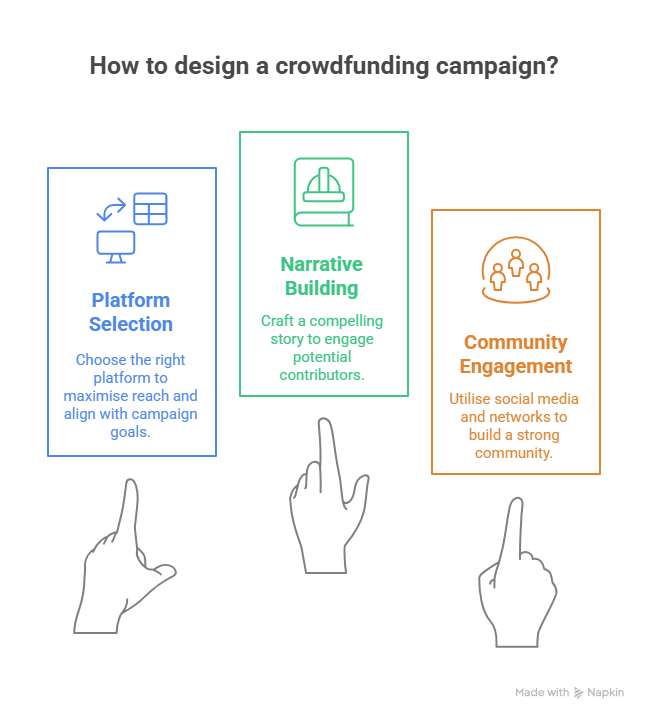 How to design a crowdfunding campaign?
Platform
Selection
Choose the right
platform to
maximise reach and
align with campaign
goals.
Narrative
Building
Craft a compelling
story to engage
potential
contributors.
Community
Engagement
Utilise social media
and networks to
build a strong
community.
Made with Napkin